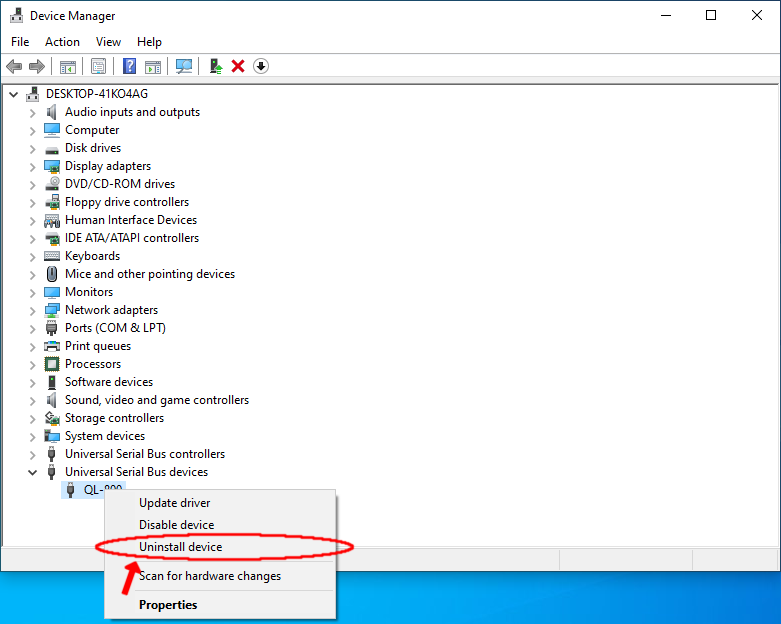 Device Manager
File Action View Help
DESKTOP-41KO4AG
Audio inputs and outputs
Computer
Disk drives
Display adapters
DVD/CD-ROM drives
Floppy drive controllers
Human Interface Devices
IDE ATA/ATAPI controllers
Keyboards
Mice and other pointing devices
Monitors
Network adapters
Ports (COM & LPT)
Print queues
Processors
Software devices
Sound, video and game controllers
Storage controllers
System devices
Universal Serial Bus controllers
Universal Serial Bus devices
QL-800
Update driver
Disable device
Uninstall device
Scan for hardware changes
Properties